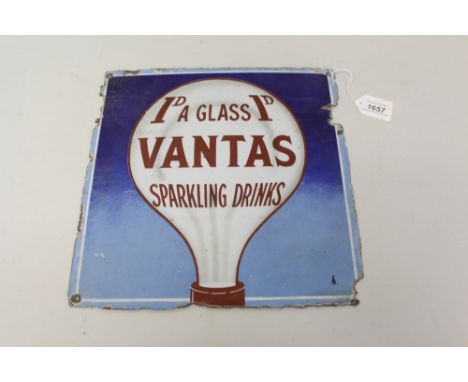 1D A GLASS 1D
VANTAS
SPARKLING DRINKS
1657